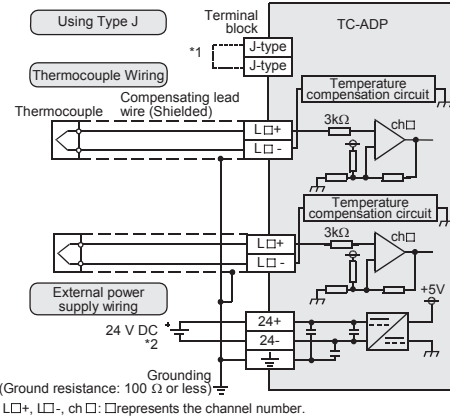 Using Type J
Terminal
block
TC-ADP
*1
J-type
J-type
Thermocouple Wiring
Temperature
compensation circuit
Compensating lead
wire (Shielded)
Thermocouple
L□+
L□ -
3kΩ
ch□
Temperature
compensation circuit
L□+
L□ -
3kΩ
ch□
External power
supply wiring
+5V
24 V DC
*2
24+
24-
Grounding
(Ground resistance: 100 Ω or less)
L□+, L□-, ch □: □represents the channel number.